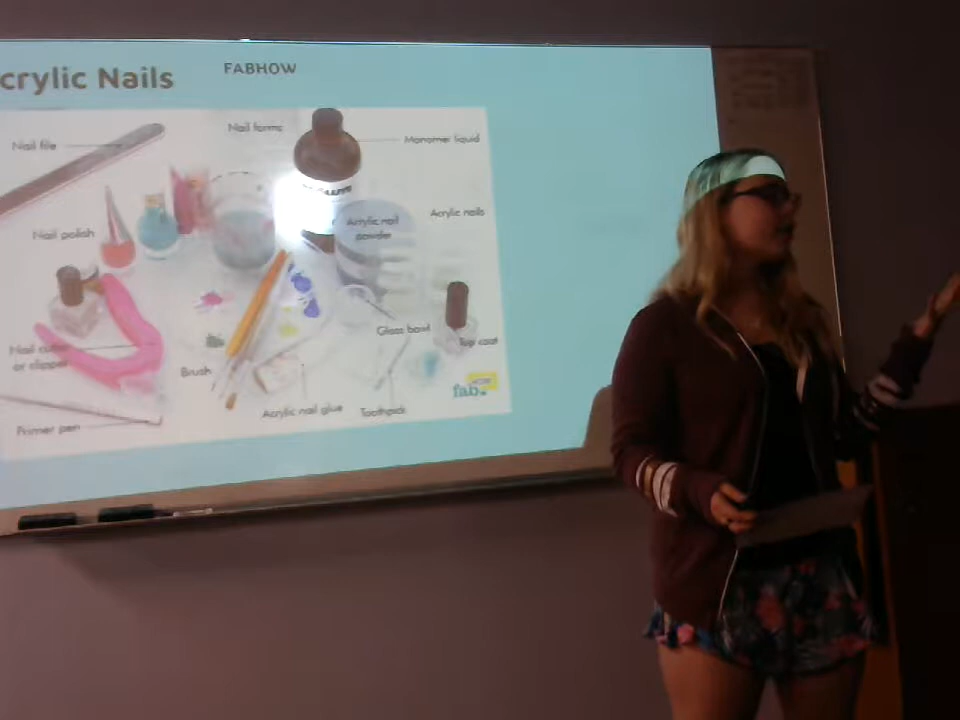 crylic Nails
FABHOW
Nail file
Nail forms
Monomer liquid
Acrylic nail
powder
Acrylic nails
Nail polish
Glass bowl
Top coat
Nail cutter
or clipper
Brush
Acrylic nail glue
Toothpick
Primer pen
fab